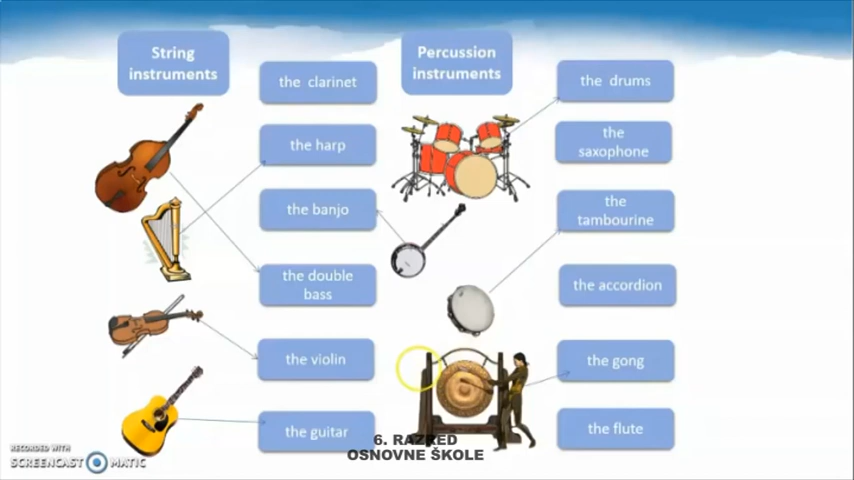 String
instruments
the clarinet
the harp
the banjo
the double
bass
the violin
the guitar
Percussion
instruments
the drums
the
saxophone
the
tambourine
the accordion
the gong
the flute
6. RAZRED
OSNOVNE ŠKOLE
RECORDED WITH
SCREENCAST MATIC